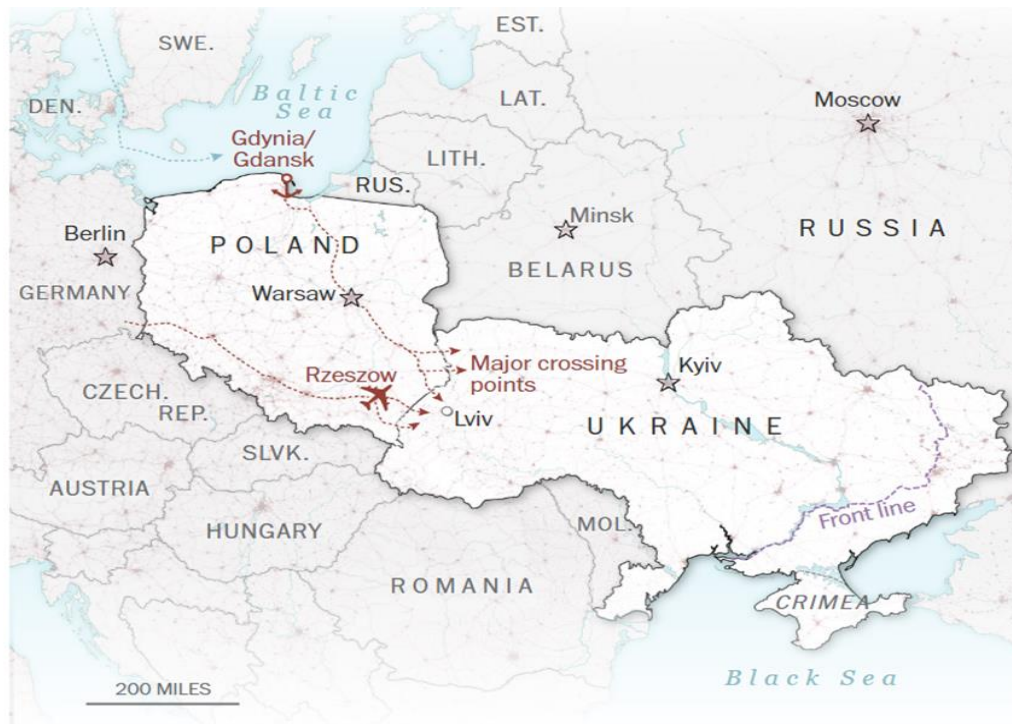 SWE.
EST.
Baltic
Sea
DEN.
LAT.
Moscow
Gdynia/
Gdansk
LITH.
RUS.
Minsk
RUSSIA
Berlin
POLAND
BELARUS
GERMANY
Warsaw
Major crossing
points
Kyiv
Rzeszow
CZECH.
REP.
Lviv
UKRAINE
SLVK.
AUSTRIA
Front line
HUNGARY
MOL.
ROMANIA
CRIMEA
Black Sea
200 MILES